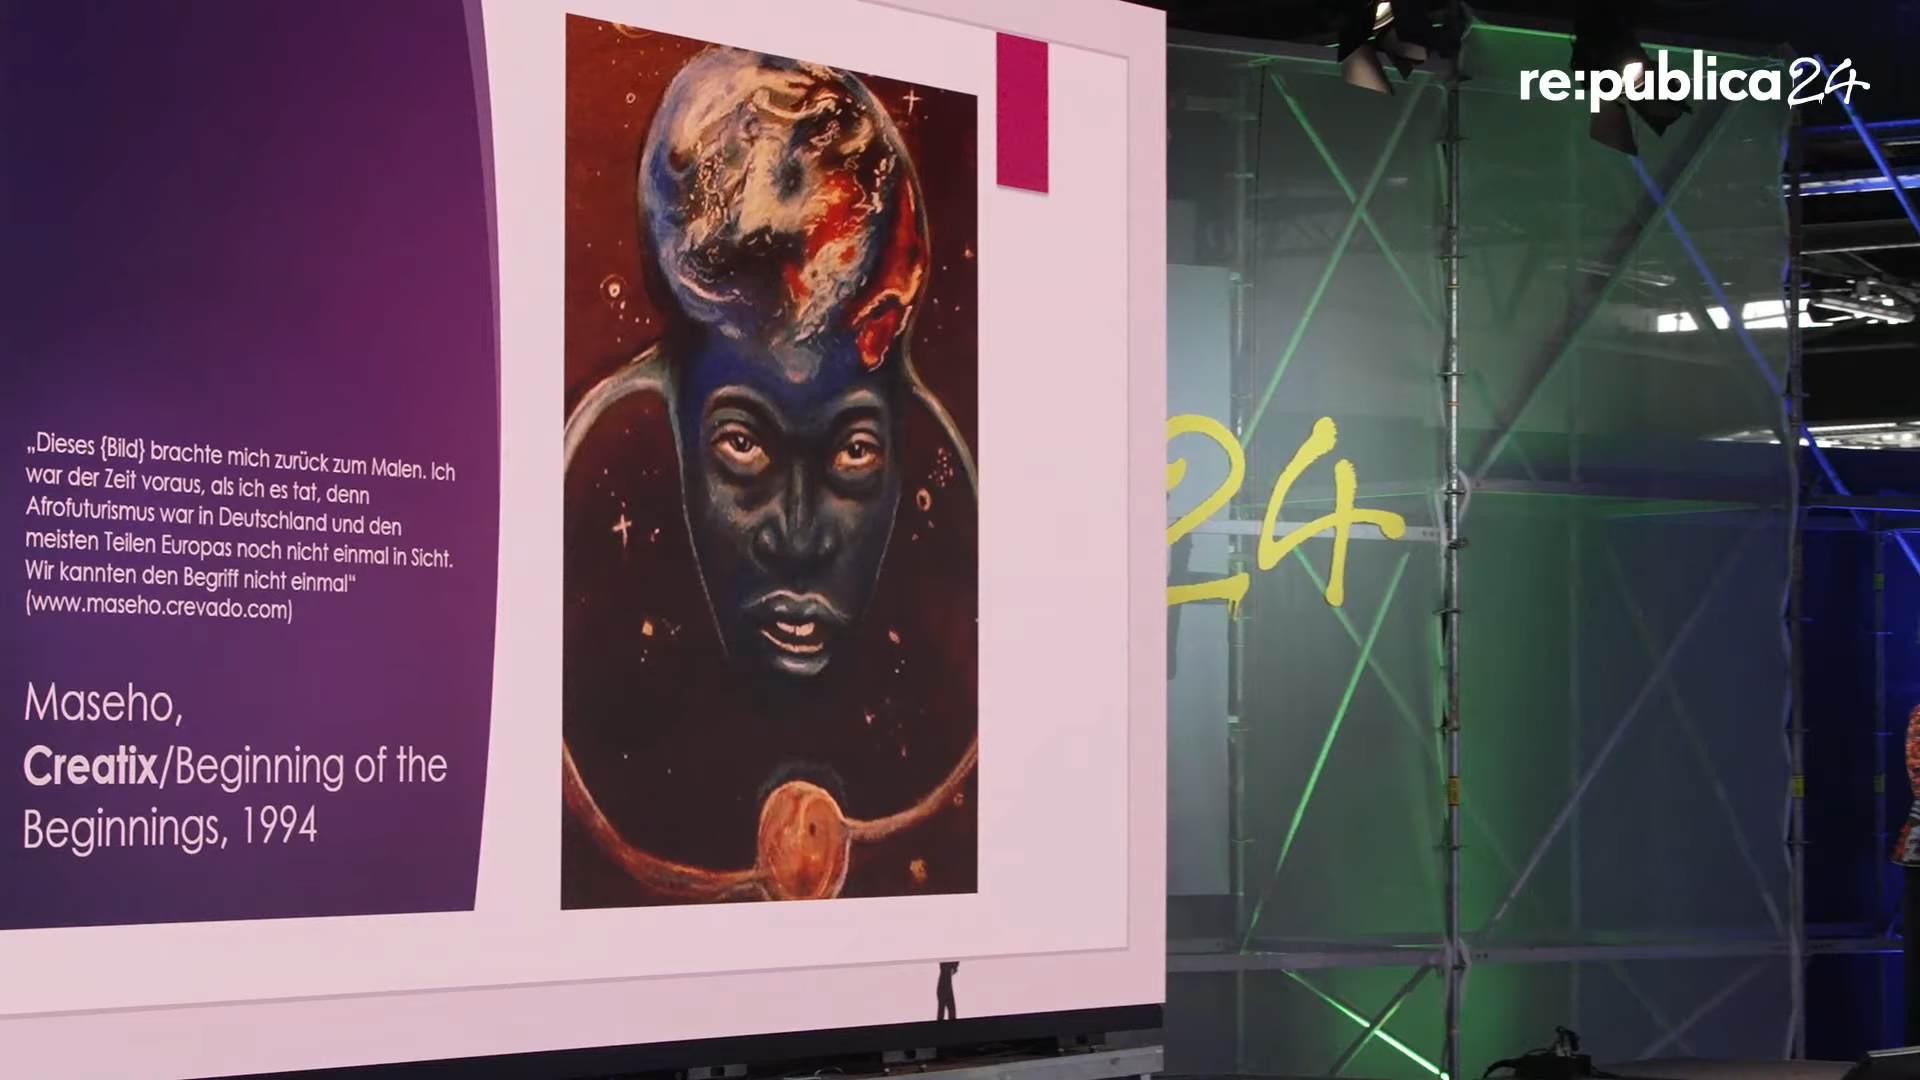 „Dieses {Bild} brachte mich zurück zum Malen. Ich
war der Zeit voraus, als ich es tat, denn
Afrofuturismus war in Deutschland und den
meisten Teilen Europas noch nicht einmal in Sicht.
Wir kannten den Begriff nicht einmal“
(www.maseho.crevado.com)
Maseho,
Creatix/Beginning of the
Beginnings, 1994
re:publica24
24